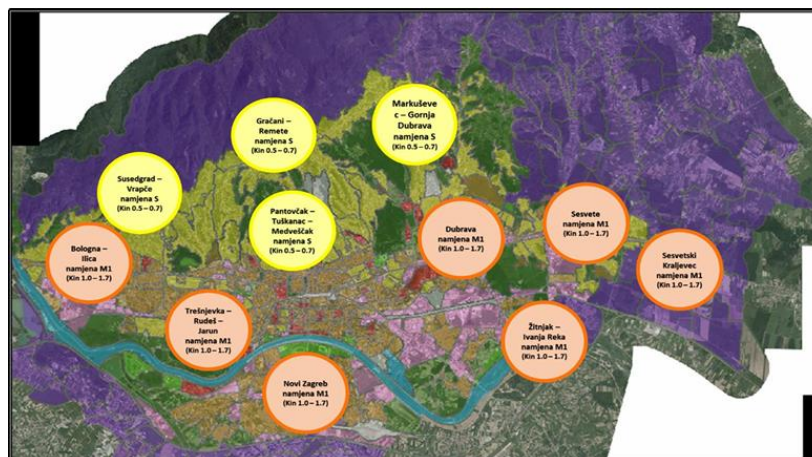 Markuševe
c – Gornja
Dubrava
namjena S
(Kin 0.5 – 0.7)
Gračani –
Remete
namjena S
(Kin 0.5 – 0.7)
Susedgrad –
Vrapče
namjena S
(Kin 0.5 – 0.7)
Pantovčak –
Tuškanac –
Medveščak
namjena S
(Kin 0.5 – 0.7)
Bologna –
Ilica
namjena M1
(Kin 1.0 – 1.7)
Dubrava
namjena M1
(Kin 1.0 – 1.7)
Sesvete
namjena M1
(Kin 1.0 – 1.7)
Sesvetski
Kraljevec
namjena M1
(Kin 1.0 – 1.7)
Trešnjevka –
Rudeš –
Jarun
namjena M1
(Kin 1.0 – 1.7)
Žitnjak –
Ivanja Reka
namjena M1
(Kin 1.0 – 1.7)
Novi Zagreb
namjena M1
(Kin 1.0 – 1.7)